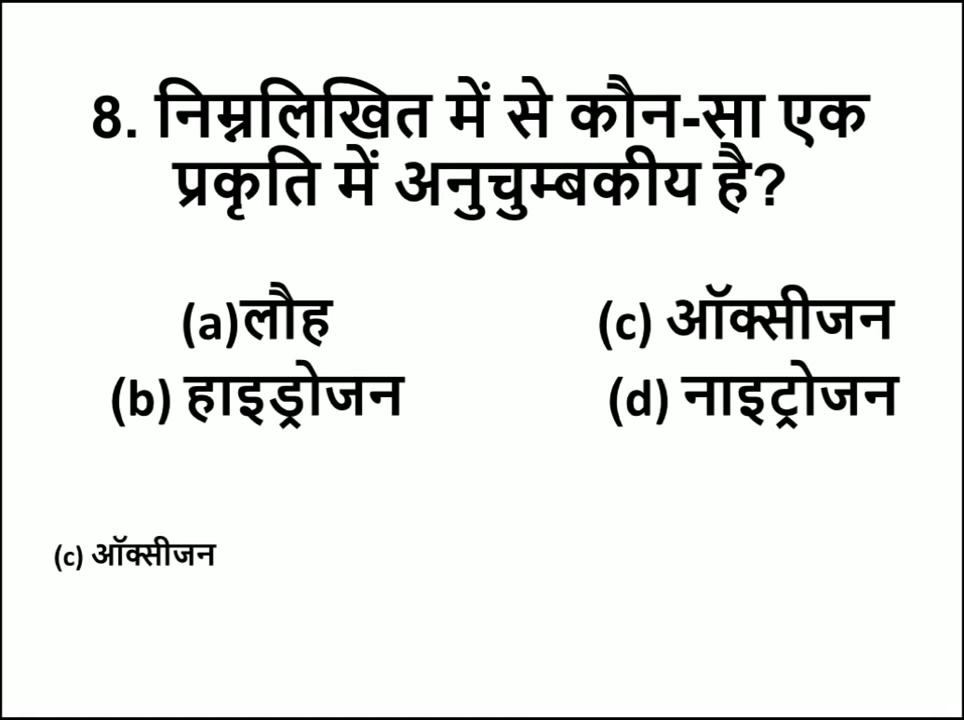 8. निम्नलिखित में से कौन-सा एक
प्रकृति में अनुचुम्बकीय है?
(a)लौह (c) ऑक्सीजन
(b) हाइड्रोजन (d) नाइट्रोजन
(c) ऑक्सीजन